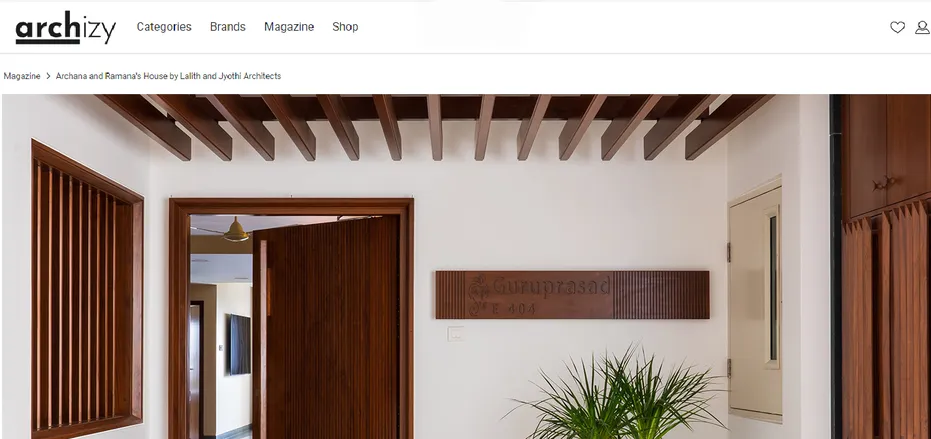 archizy
Categories Brands Magazine Shop
Magazine > Archana and Ramana's House by Lalith and Jyothi Architects
Guruprasad
E 404